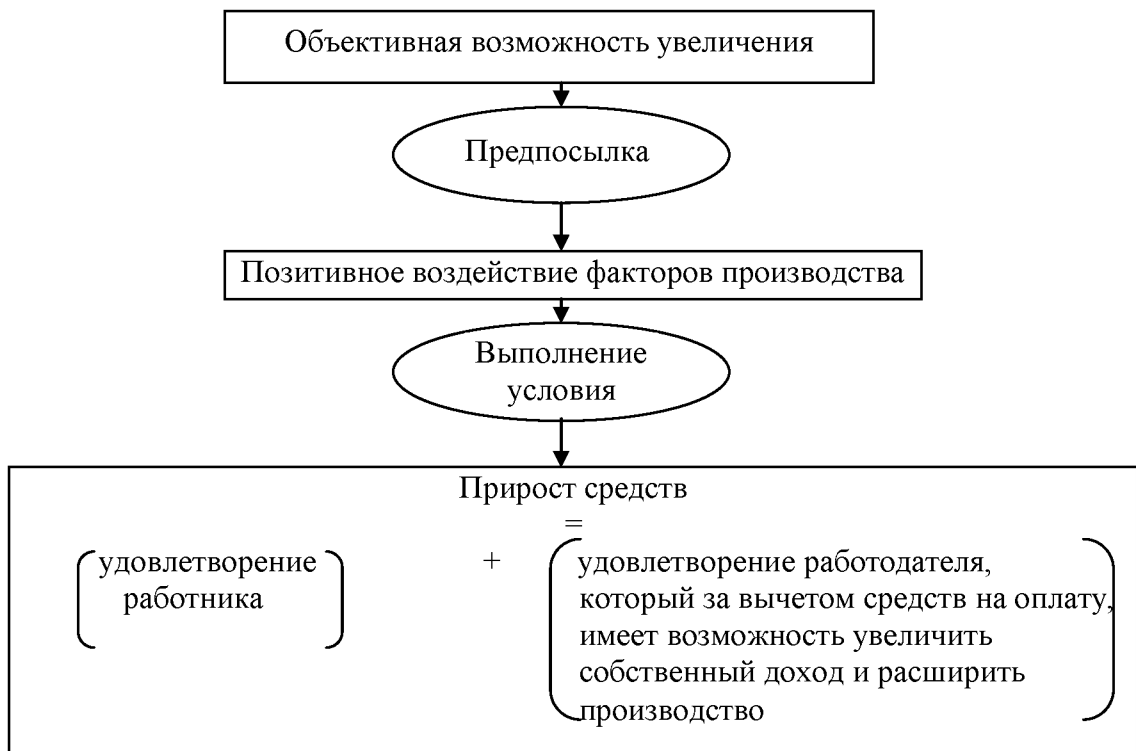 Объективная возможность увеличения
Предпосылка
Позитивное воздействие факторов производства
Выполнение
условия
Прирост средств
=
удовлетворение
работника
+
удовлетворение работодателя,
который за вычетом средств на оплату,
имеет возможность увеличить
собственный доход и расширить
производство